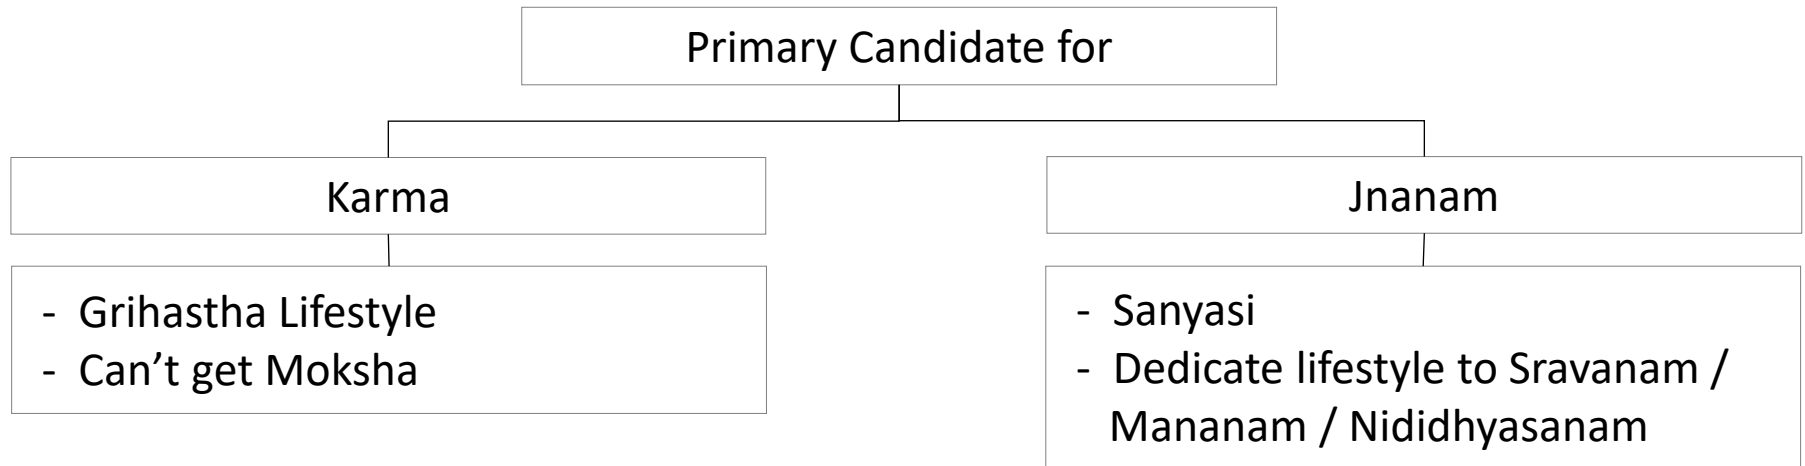 Primary Candidate for
Karma
Jnanam
- Grihastha Lifestyle
- Can’t get Moksha
- Sanyasi
- Dedicate lifestyle to Sravanam /
Mananam / Nididhyasanam